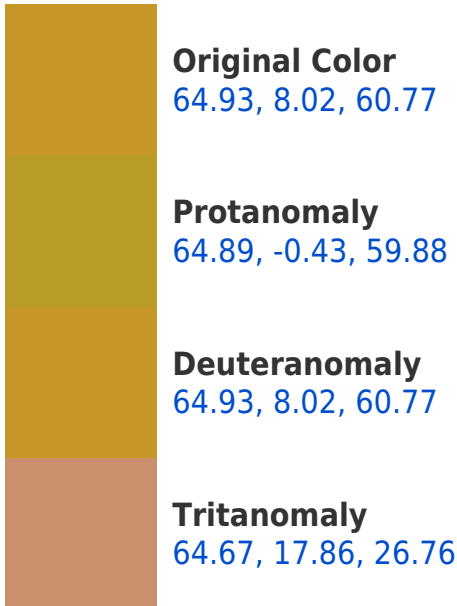 Original Color
64.93, 8.02, 60.77
Protanomaly
64.89, -0.43, 59.88
Deuteranomaly
64.93, 8.02, 60.77
Tritanomaly
64.67, 17.86, 26.76